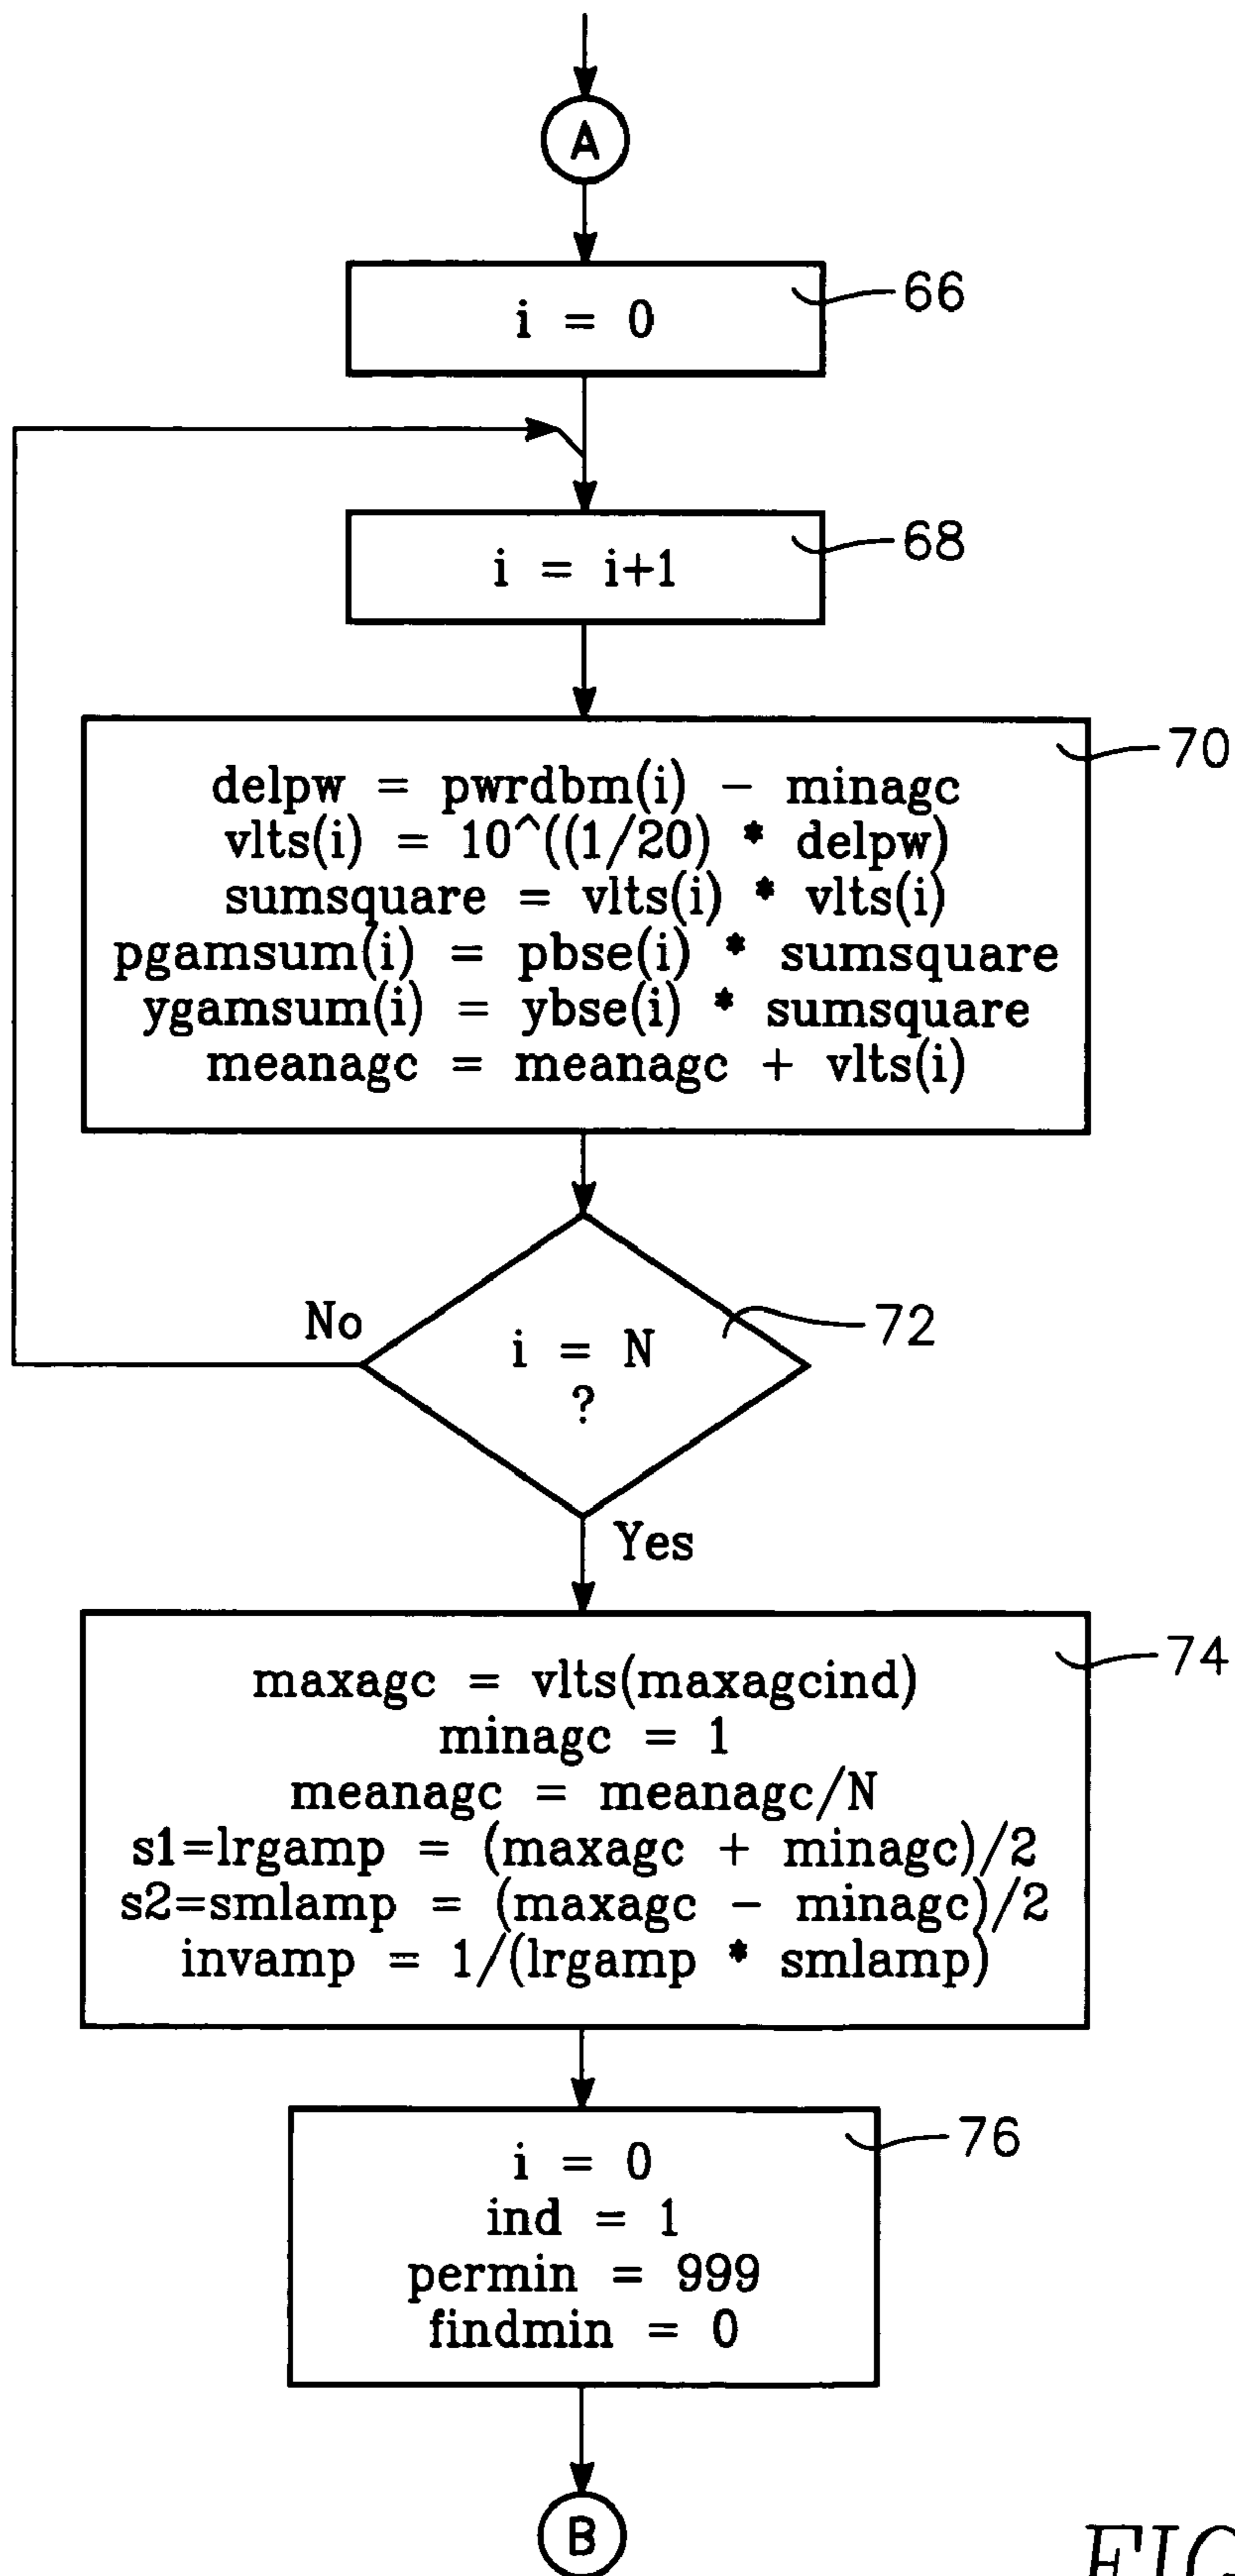 A
66
i = 0
68
i = i+1
70
delpw = pwrdbm(i) - minagc
vlts(i) = 10^((1/20) * delpw)
sumsquare = vlts(i) * vlts(i)
pgamsum(i) = pbse(i) * sumsquare
ygamsum(i) = ybse(i) * sumsquare
meanagc = meanagc + vlts(i)
No
72
i = N
?
Yes
74
maxagc = vlts(maxagcind)
minagc = 1
meanagc = meanagc/N
s1=lrgamp = (maxagc + minagc)/2
s2=smlamp = (maxagc - minagc)/2
invamp = 1/(lrgamp * smlamp)
76
i = 0
ind = 1
permin = 999
findmin = 0
B